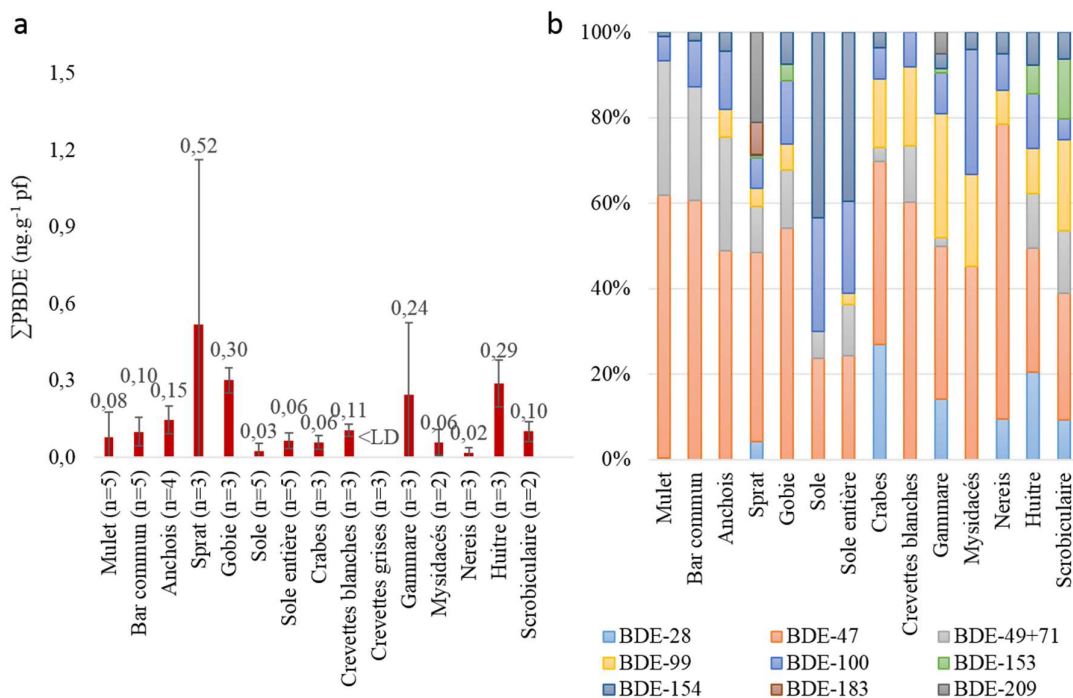 a
∑PBDE (ng.g⁻¹ pf)
1,5
1,2
0,9
0,6
0,3
0,0
0,08
0,10
0,15
0,52
0,30
0,03
0,06
0,06
0,11
<LD
0,24
0,06
0,02
0,29
0,10
Mulet (n=5)
Bar commun (n=5)
Anchois (n=4)
Sprat (n=3)
Gobie (n=3)
Sole (n=5)
Sole entière (n=5)
Crabes (n=3)
Crevettes blanches (n=3)
Crevettes grises (n=3)
Gammare (n=3)
Mysidacés (n=2)
Nereis (n=3)
Huitre (n=3)
Scrobiculaire (n=2)
b
100%
80%
60%
40%
20%
0%
Mulet
Bar commun
Anchois
Sprat
Gobie
Sole
Sole entière
Crabes
Crevettes blanches
Gammare
Mysidacés
Nereis
Huitre
Scrobiculaire
BDE-28 BDE-47 BDE-49+71
BDE-99 BDE-100 BDE-153
BDE-154 BDE-183 BDE-209